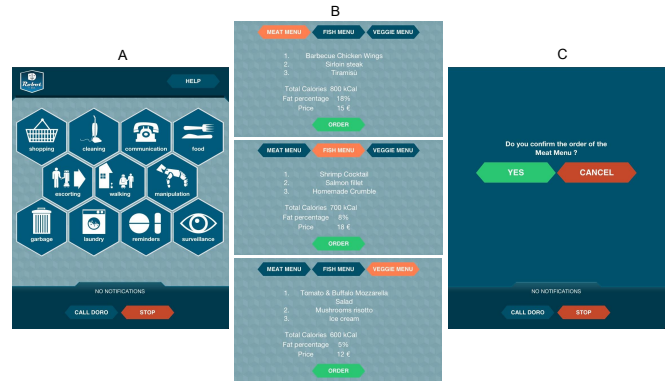 A
B
C
Robot
HELP
shopping
cleaning
communication
food
escorting
walking
manipulation
garbage
laundry
reminders
surveillance
NO NOTIFICATIONS
CALL DORO
STOP
MEAT MENU
FISH MENU
VEGGIE MENU
1. Barbecue Chicken Wings
2. Sirloin steak
3. Tiramisù
Total Calories 800 kCal
Fat percentage 18%
Price 15 €
ORDER
MEAT MENU
FISH MENU
VEGGIE MENU
1. Shrimp Cocktail
2. Salmon fillet
3. Homemade Crumble
Total Calories 700 kCal
Fat percentage 8%
Price 18 €
ORDER
MEAT MENU
FISH MENU
VEGGIE MENU
1. Tomato & Buffalo Mozzarella
Salad
2. Mushrooms risotto
3. Ice cream
Total Calories 600 kCal
Fat percentage 5%
Price 12 €
ORDER
Do you confirm the order of the
Meat Menu ?
YES
CANCEL
NO NOTIFICATIONS
CALL DORO
STOP